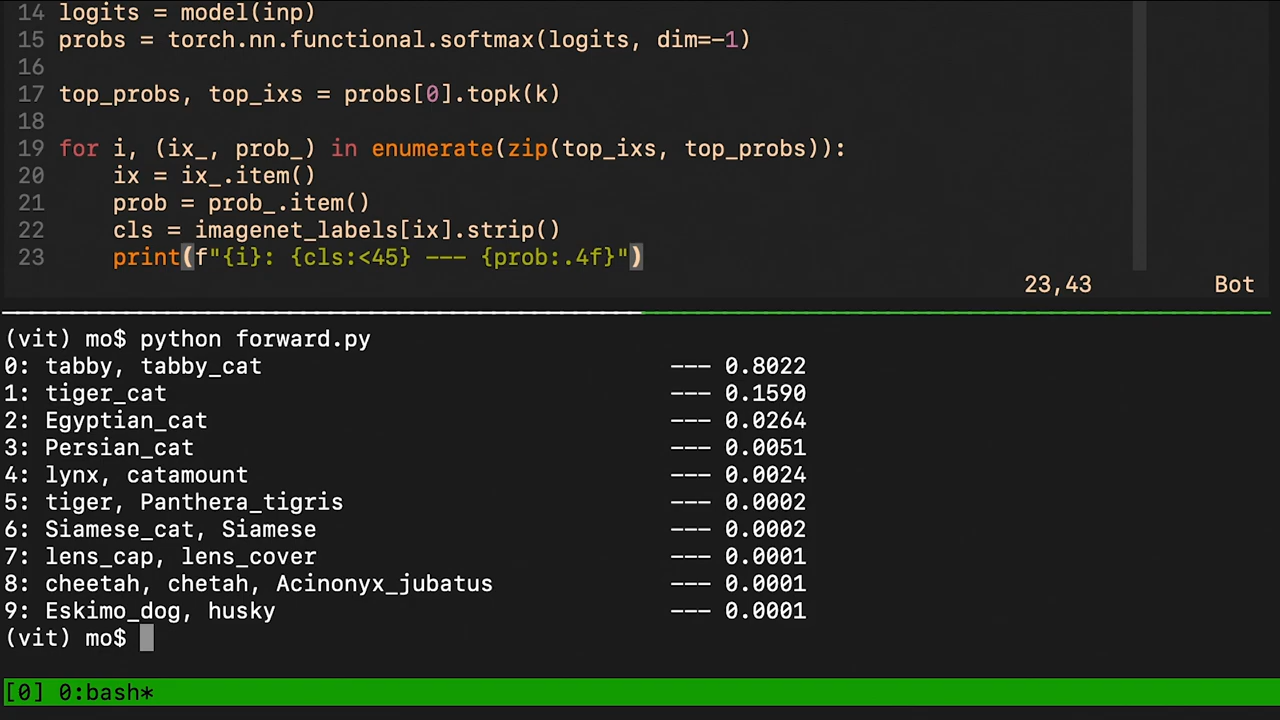 14 logits = model(inp)
15 probs = torch.nn.functional.softmax(logits, dim=-1)
16
17 top_probs, top_ixs = probs[0].topk(k)
18
19 for i, (ix_, prob_) in enumerate(zip(top_ixs, top_probs)):
20     ix = ix_.item()
21     prob = prob_.item()
22     cls = imagenet_labels[ix].strip()
23     print(f"{i}: {cls:<45} --- {prob:.4f}")
23,43 Bot
(vit) mo$ python forward.py
0: tabby, tabby_cat --- 0.8022
1: tiger_cat --- 0.1590
2: Egyptian_cat --- 0.0264
3: Persian_cat --- 0.0051
4: lynx, catamount --- 0.0024
5: tiger, Panthera_tigris --- 0.0002
6: Siamese_cat, Siamese --- 0.0002
7: lens_cap, lens_cover --- 0.0001
8: cheetah, chetah, Acinonyx_jubatus --- 0.0001
9: Eskimo_dog, husky --- 0.0001
(vit) mo$
[0] 0:bash*